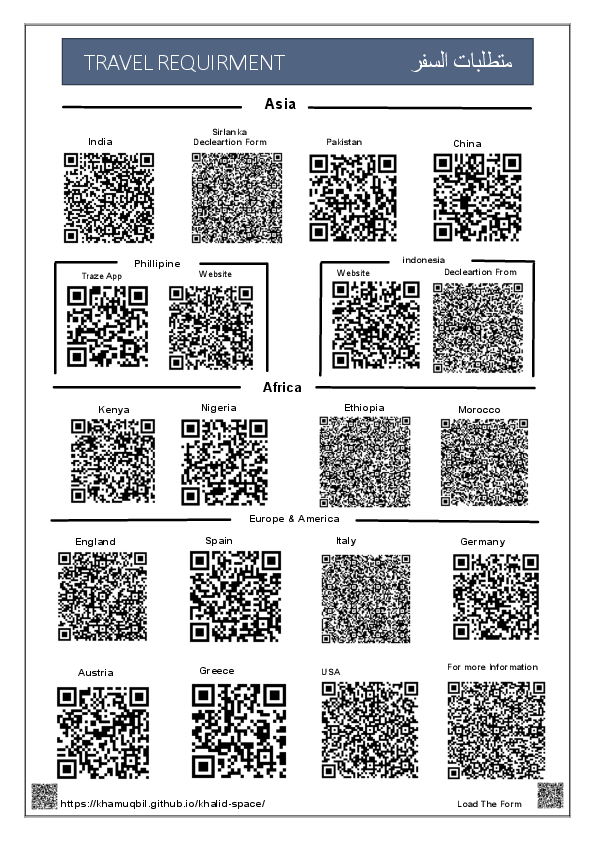 TRAVEL REQUIRMENT
متطلبات السفر
Asia
India
Sirlanka
Decleartion Form
Pakistan
China
Phillipine
Traze App
Website
indonesia
Website
Decleartion From
Africa
Kenya
Nigeria
Ethiopia
Morocco
Europe & America
England
Spain
Italy
Germany
Austria
Greece
USA
For more Information
https://khamuqbil.github.io/khalid-space/
Load The Form